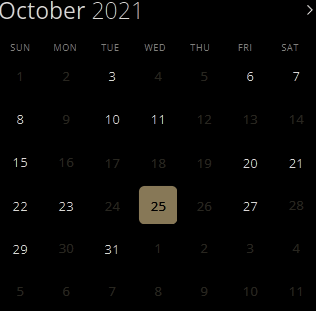 October 2021
SUN MON TUE WED THU FRI SAT
1 2 3 4 5 6 7
8 9 10 11 12 13 14
15 16 17 18 19 20 21
22 23 24 25 26 27 28
29 30 31 1 2 3 4
5 6 7 8 9 10 11